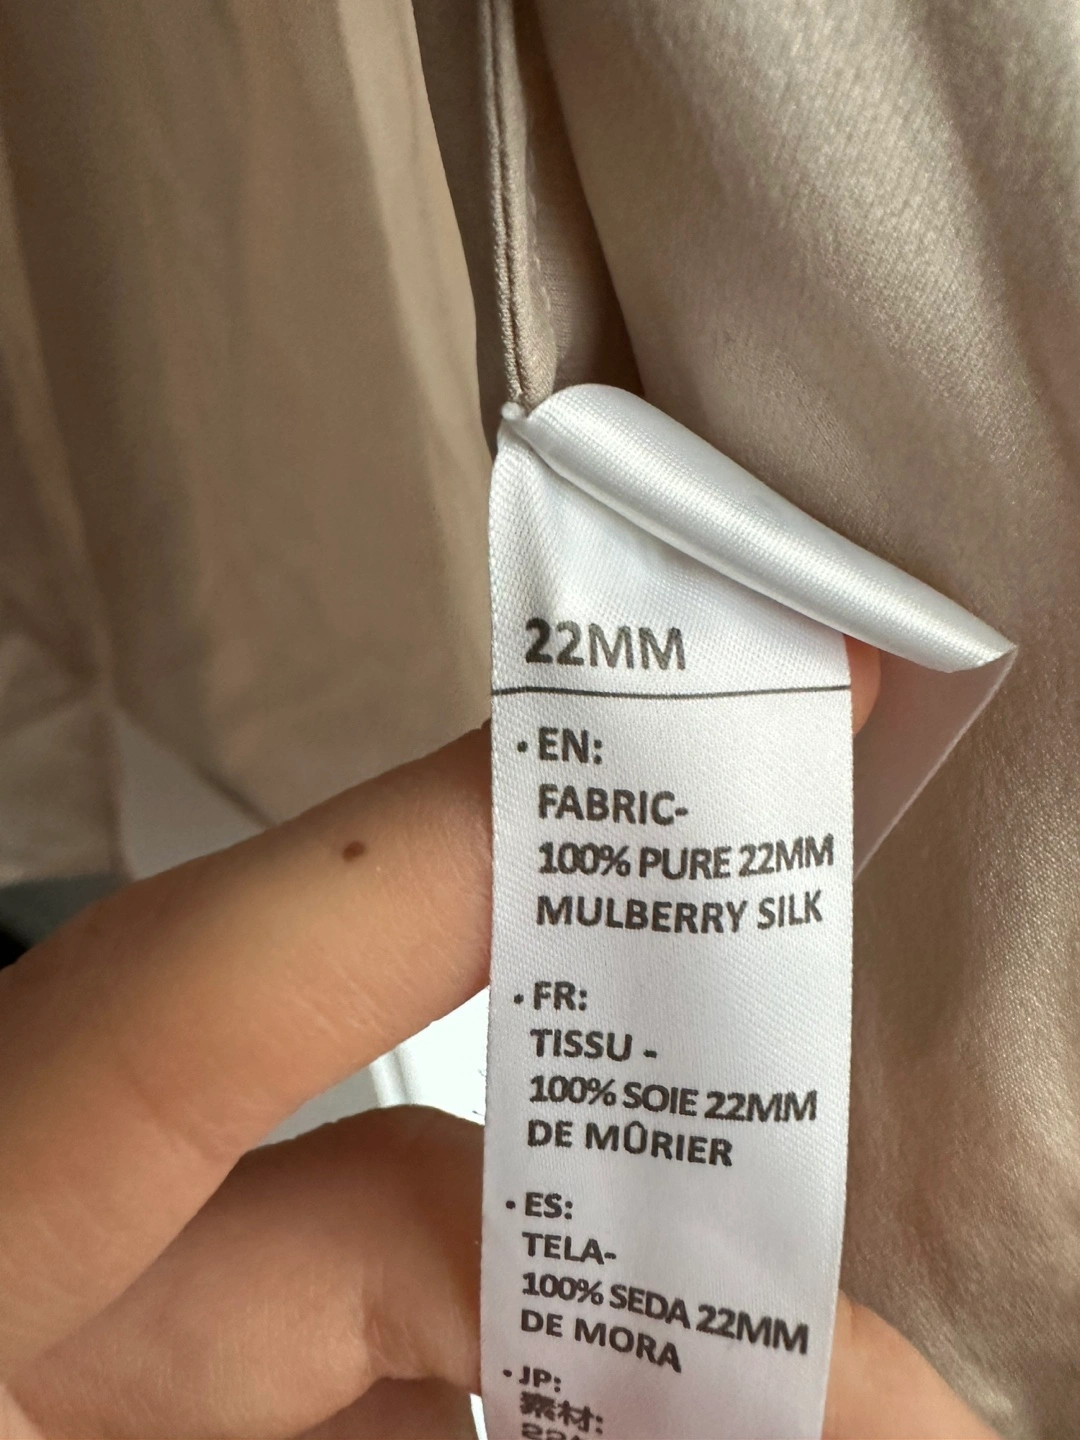 22MM
• EN:
FABRIC-
100% PURE 22MM
MULBERRY SILK
• FR:
TISSU -
100% SOIE 22MM
DE MÛRIER
• ES:
TELA-
100% SEDA 22MM
DE MORA
• JP:
素材: